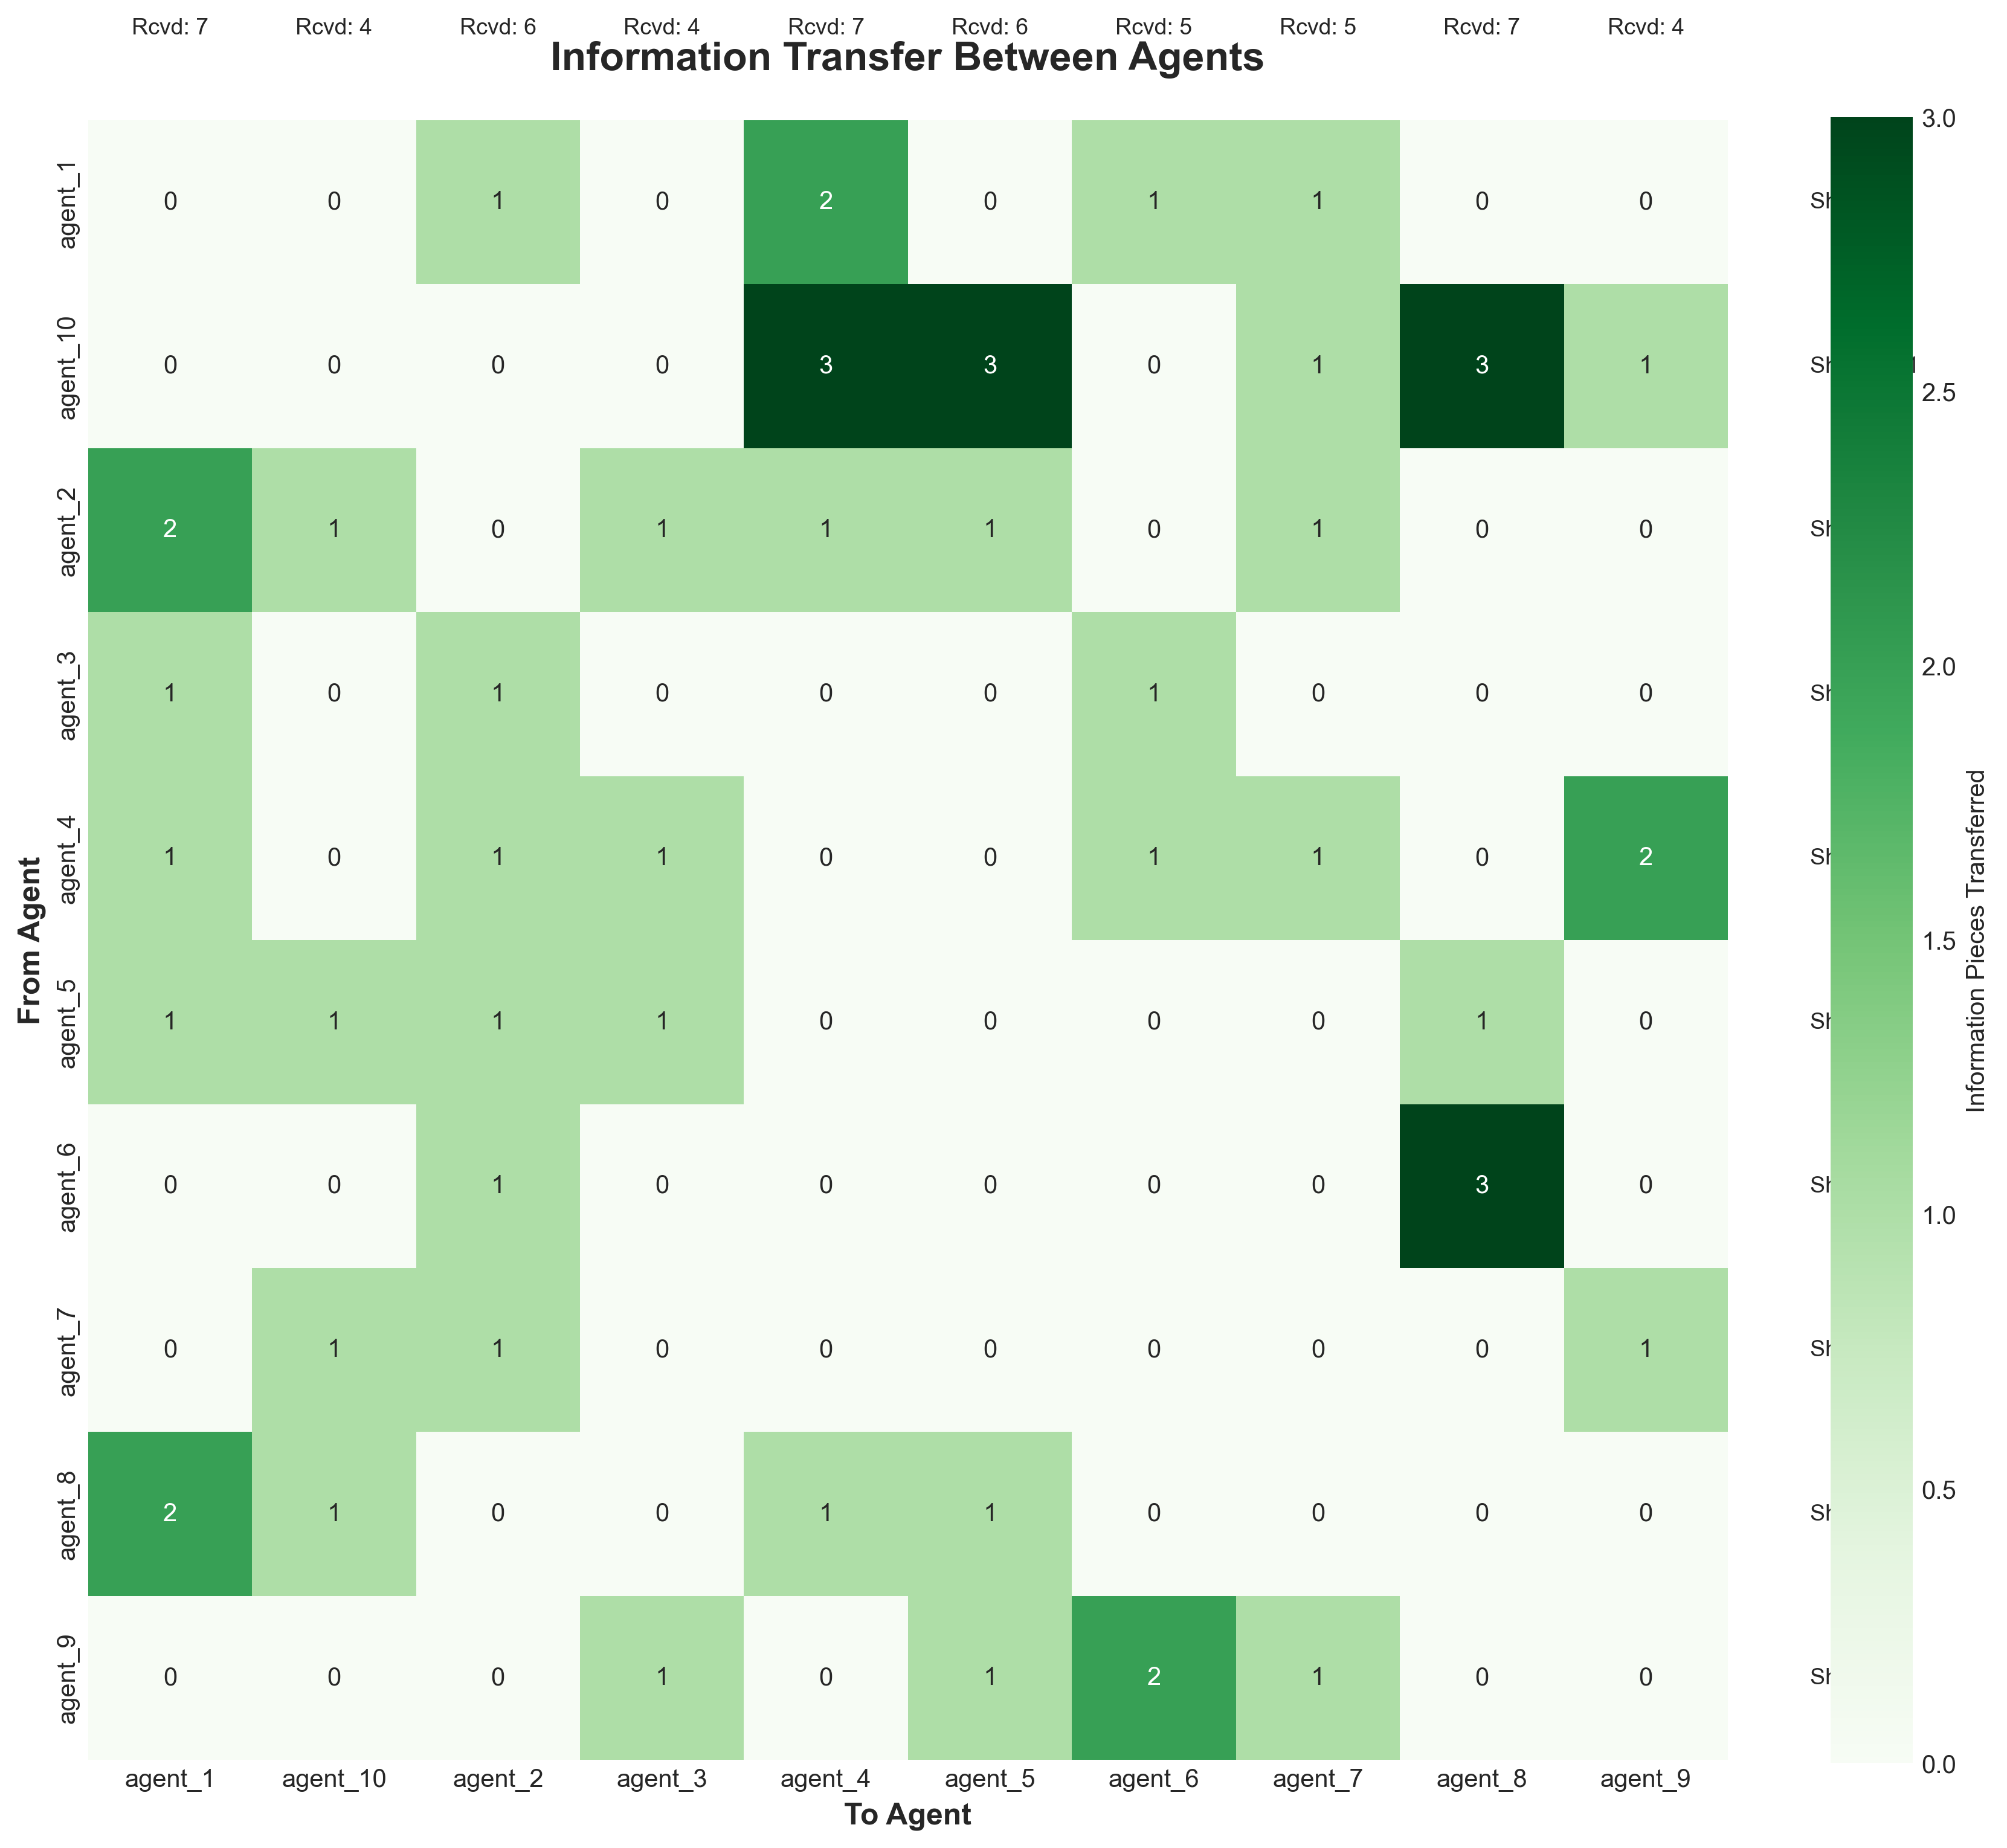 Rcvd: 7 Rcvd: 4 Rcvd: 6 Rcvd: 4 Rcvd: 7 Rcvd: 6 Rcvd: 5 Rcvd: 5 Rcvd: 7 Rcvd: 4
Information Transfer Between Agents
agent_1 0 0 1 0 2 0 1 1 0 0
agent_10 0 0 0 0 3 3 0 1 3 1
agent_2 2 1 0 1 1 1 0 1 0 0
agent_3 1 0 1 0 0 0 1 0 0 0
agent_4 1 0 1 1 0 0 1 1 0 2
agent_5 1 1 1 1 0 0 0 0 1 0
agent_6 0 0 1 0 0 0 0 0 3 0
agent_7 0 1 1 0 0 0 0 0 0 1
agent_8 2 1 0 0 1 1 0 0 0 0
agent_9 0 0 0 1 0 1 2 1 0 0
agent_1 agent_10 agent_2 agent_3 agent_4 agent_5 agent_6 agent_7 agent_8 agent_9
To Agent
From Agent
3.0
2.5
2.0
1.5
1.0
0.5
0.0
Information Pieces Transferred